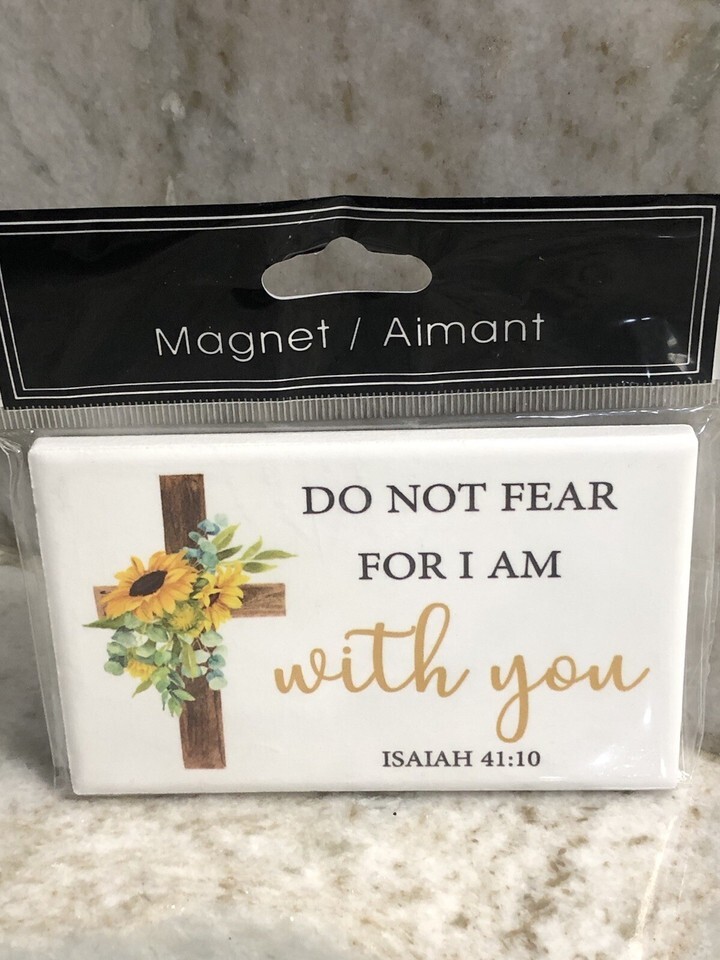 Magnet / Aimant
DO NOT FEAR
FOR I AM
with you
ISAIAH 41:10